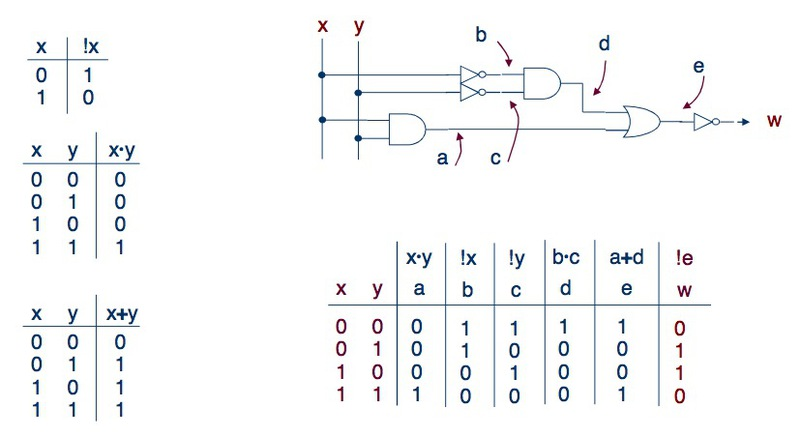 x !x
0 1
1 0
x y x·y
0 0 0
0 1 0
1 0 0
1 1 1
x y x+y
0 0 0
0 1 1
1 0 1
1 1 1
x y
b
d
e
w
a
c
x·y !x !y b·c a+d !e
x y a b c d e w
0 0 0 1 1 1 1 0
0 1 0 1 0 0 0 1
1 0 0 0 1 0 0 1
1 1 1 0 0 0 1 0